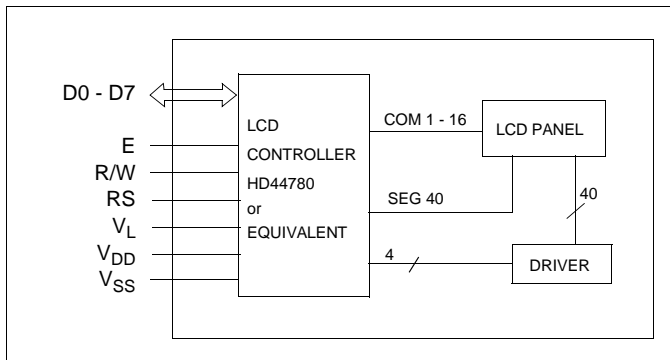 D0 - D7
E
R/W
RS
VL
VDD
VSS
LCD
CONTROLLER
HD44780
or
EQUIVALENT
COM 1 - 16
SEG 40
4
LCD PANEL
40
DRIVER